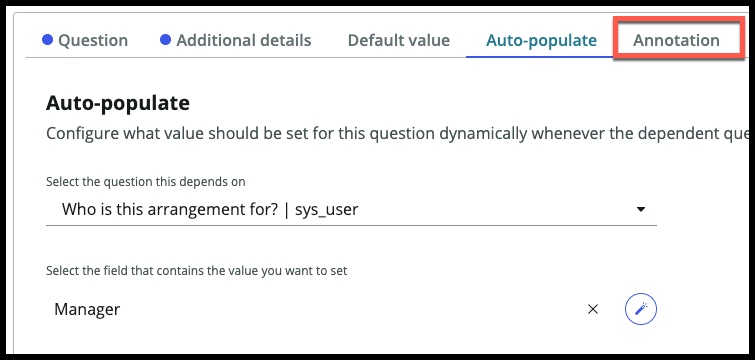 Question Additional details Default value Auto-populate Annotation
Auto-populate
Configure what value should be set for this question dynamically whenever the dependent que
Select the question this depends on
Who is this arrangement for? | sys_user
Select the field that contains the value you want to set
Manager